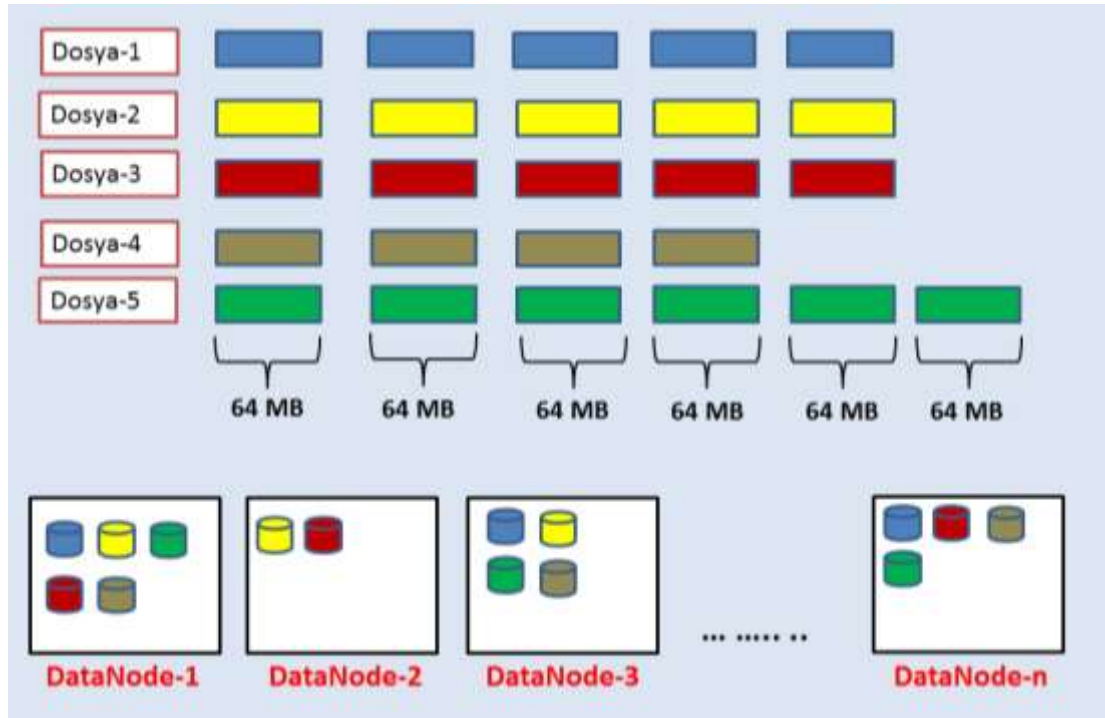 Dosya-1
Dosya-2
Dosya-3
Dosya-4
Dosya-5
64 MB 64 MB 64 MB 64 MB 64 MB 64 MB
... ..... ..
DataNode-1 DataNode-2 DataNode-3 DataNode-n